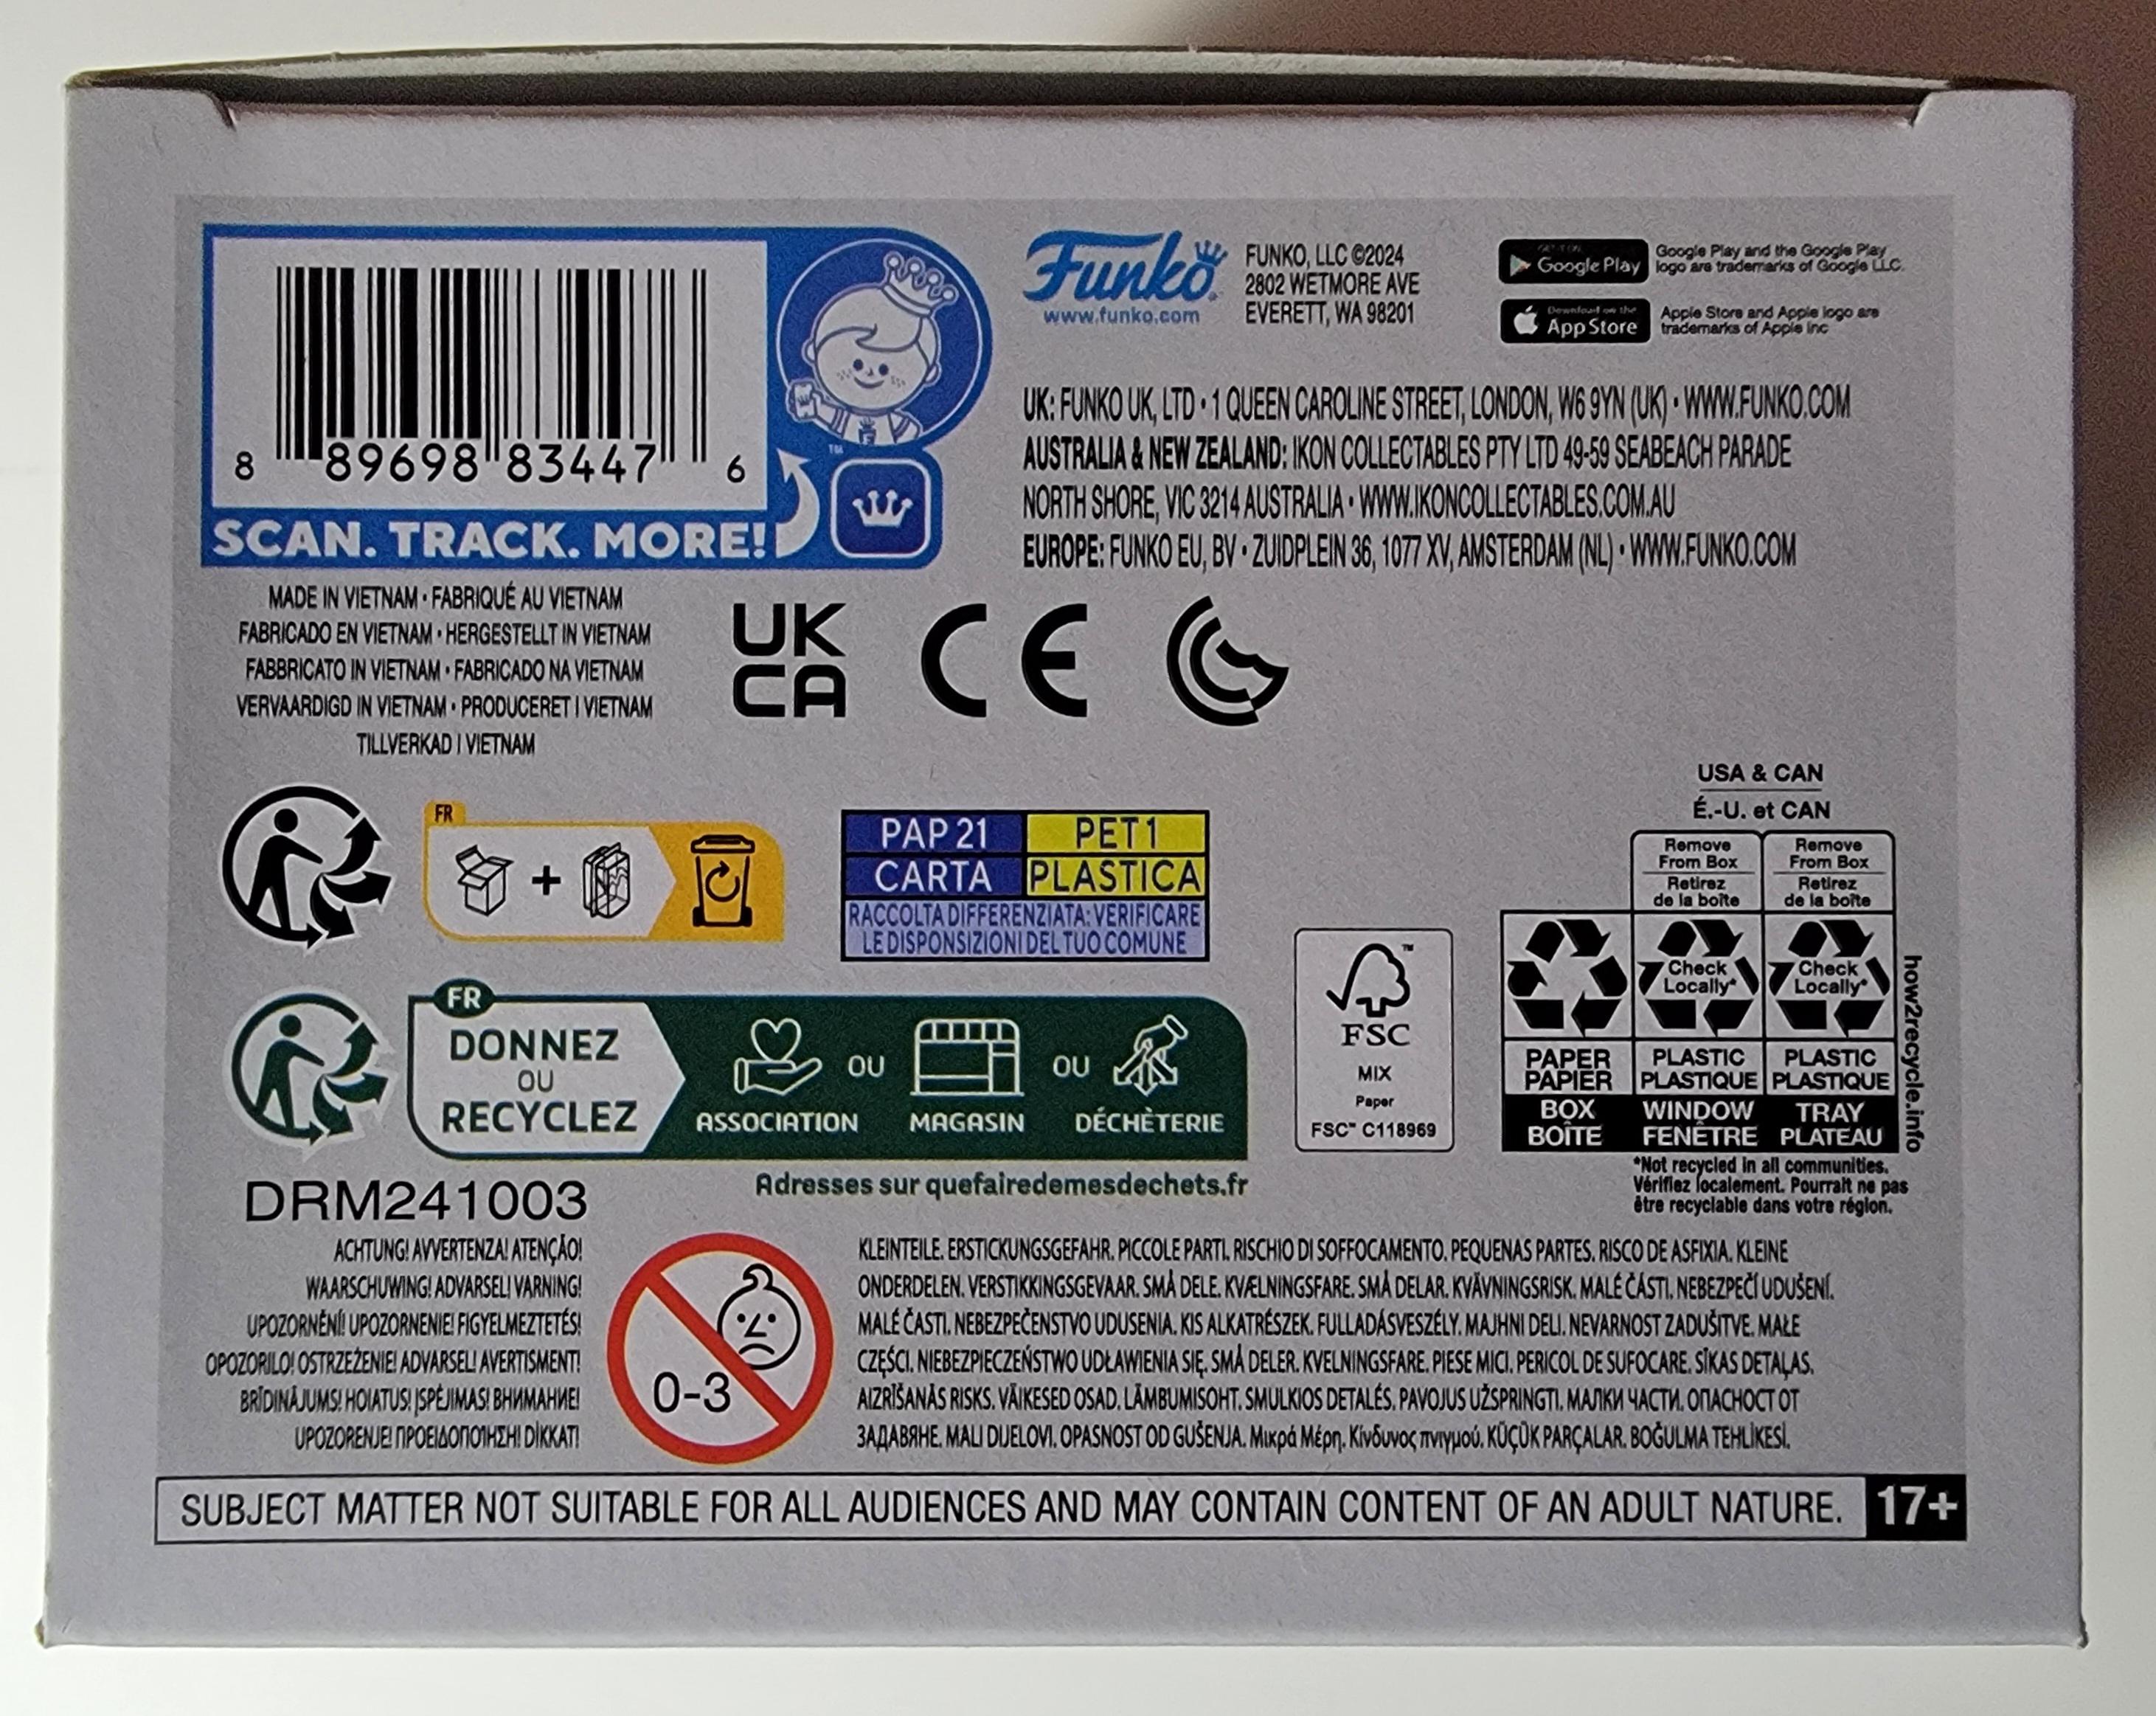 8 89698 83447 6
SCAN. TRACK. MORE!
TM
Funko
www.funko.com
FUNKO, LLC ©2024
2802 WETMORE AVE
EVERETT, WA 98201
GET IT ON
Google Play
Google Play and the Google Play
logo are trademarks of Google LLC.
Download on the
App Store
Apple Store and Apple logo are
trademarks of Apple Inc
UK: FUNKO UK, LTD • 1 QUEEN CAROLINE STREET, LONDON, W6 9YN (UK) • WWW.FUNKO.COM
AUSTRALIA & NEW ZEALAND: IKON COLLECTABLES PTY LTD 49-59 SEABEACH PARADE
NORTH SHORE, VIC 3214 AUSTRALIA • WWW.IKONCOLLECTABLES.COM.AU
EUROPE: FUNKO EU, BV • ZUIDPLEIN 36, 1077 XV, AMSTERDAM (NL) • WWW.FUNKO.COM
MADE IN VIETNAM • FABRIQUÉ AU VIETNAM
FABRICADO EN VIETNAM • HERGESTELLT IN VIETNAM
FABBRICATO IN VIETNAM • FABRICADO NA VIETNAM
VERVAARDIGD IN VIETNAM • PRODUCERET I VIETNAM
TILLVERKAD I VIETNAM
UK
CA
CE
FR
+
PAP 21
PET 1
CARTA
PLASTICA
RACCOLTA DIFFERENZIATA: VERIFICARE
LE DISPONSIZIONI DEL TUO COMUNE
USA & CAN
É.-U. et CAN
Remove
From Box
Retirez
de la boîte
Remove
From Box
Retirez
de la boîte
Check
Locally*
Check
Locally*
PAPER
PAPIER
PLASTIC
PLASTIQUE
PLASTIC
PLASTIQUE
BOX
BOÎTE
WINDOW
FENÊTRE
TRAY
PLATEAU
how2recycle.info
*Not recycled in all communities.
Vérifiez localement. Pourrait ne pas
être recyclable dans votre région.
FSC
TM
MIX
Paper
FSC™ C118969
FR
DONNEZ
OU
RECYCLEZ
ASSOCIATION
OU
MAGASIN
OU
DÉCHÈTERIE
Adresses sur quefairedemesdechets.fr
DRM241003
ACHTUNG! AVVERTENZA! ATENÇÃO!
WAARSCHUWING! ADVARSEL! VARNING!
UPOZORNĚNÍ! UPOZORNENIE! FIGYELMEZTETÉS!
OPOZORILO! OSTRZEŻENIE! ADVARSEL! AVERTISMENT!
BRĪDINĀJUMS! HOIATUS! ĮSPĖJIMAS! ВНИМАНИЕ!
UPOZORENJE! ΠΡΟΕΙΔΟΠΟΙΗΣΗ! DİKKAT!
0-3
KLEINTEILE. ERSTICKUNGSGEFAHR. PICCOLE PARTI. RISCHIO DI SOFFOCAMENTO. PEQUENAS PARTES. RISCO DE ASFIXIA. KLEINE
ONDERDELEN. VERSTIKKINGSGEVAAR. SMÅ DELE. KVÆLNINGSFARE. SMÅ DELAR. KVÄVNINGSRISK. MALÉ ČÁSTI. NEBEZPEČÍ UDUŠENÍ.
MALÉ ČASTI. NEBEZPEČENSTVO UDUSENIA. KIS ALKATRÉSZEK. FULLADÁSVESZÉLY. MAJHNI DELI. NEVARNOST ZADUŠITVE. MAŁE
CZĘŚCI. NIEBEZPIECZEŃSTWO UDŁAWIENIA SIĘ. SMÅ DELER. KVELNINGSFARE. PIESE MICI. PERICOL DE SUFOCARE. SĪKAS DETAĻAS.
AIZRĪŠANĀS RISKS. VÄIKESED OSAD. LÄMBUMISOHT. SMULKIOS DETALĖS. PAVOJUS UŽSPRINGTI. МАЛКИ ЧАСТИ. ОПАСНОСТ ОТ
ЗАДАВЯНЕ. MALI DIJELOVI. OPASNOST OD GUŠENJA. Μικρά Μέρη. Κίνδυνος πνιγμού. KÜÇÜK PARÇALAR. BOĞULMA TEHLİKESİ.
SUBJECT MATTER NOT SUITABLE FOR ALL AUDIENCES AND MAY CONTAIN CONTENT OF AN ADULT NATURE. 17+